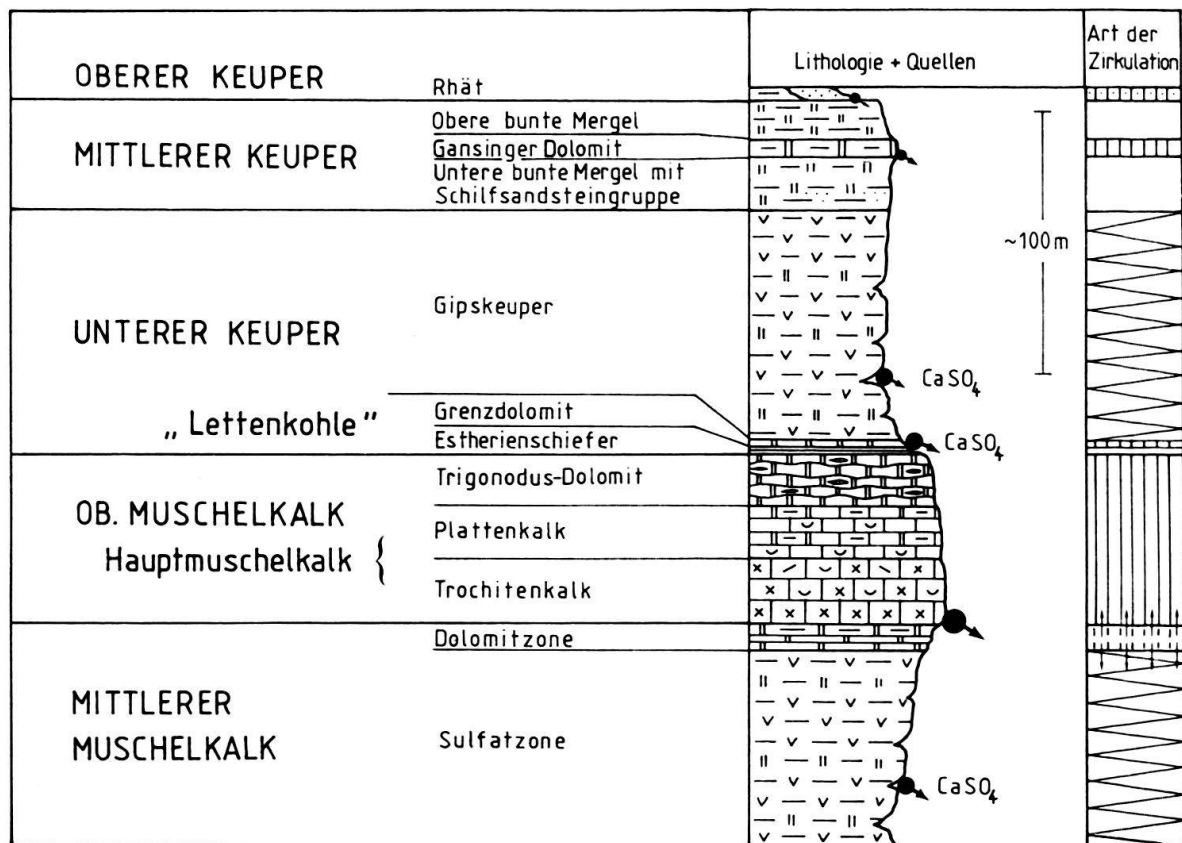 Lithologie + Quellen
Art der
Zirkulation
OBERER KEUPER
Rhät
MITTLERER KEUPER
Obere bunte Mergel
Gansinger Dolomit
Untere bunte Mergel mit
Schilfsandsteingruppe
~100m
UNTERER KEUPER
Gipskeuper
CaSO₄
„Lettenkohle”
Grenzdolomit
Estherienschiefer
CaSO₄
OB. MUSCHELKALK
Hauptmuschelkalk {
Trigonodus-Dolomit
Plattenkalk
Trochitenkalk
Dolomitzone
MITTLERER
MUSCHELKALK
Sulfatzone
CaSO₄